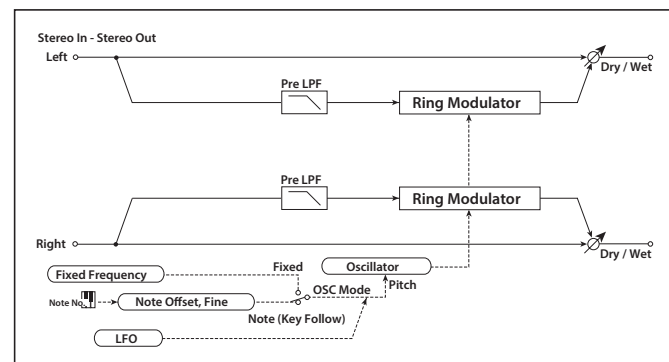 Stereo In - Stereo Out
Left
Dry / Wet
Pre LPF
Ring Modulator
Pre LPF
Ring Modulator
Right
Dry / Wet
Fixed Frequency
Fixed
Oscillator
Note No.
Note Offset, Fine
OSC Mode
Pitch
Note (Key Follow)
LFO